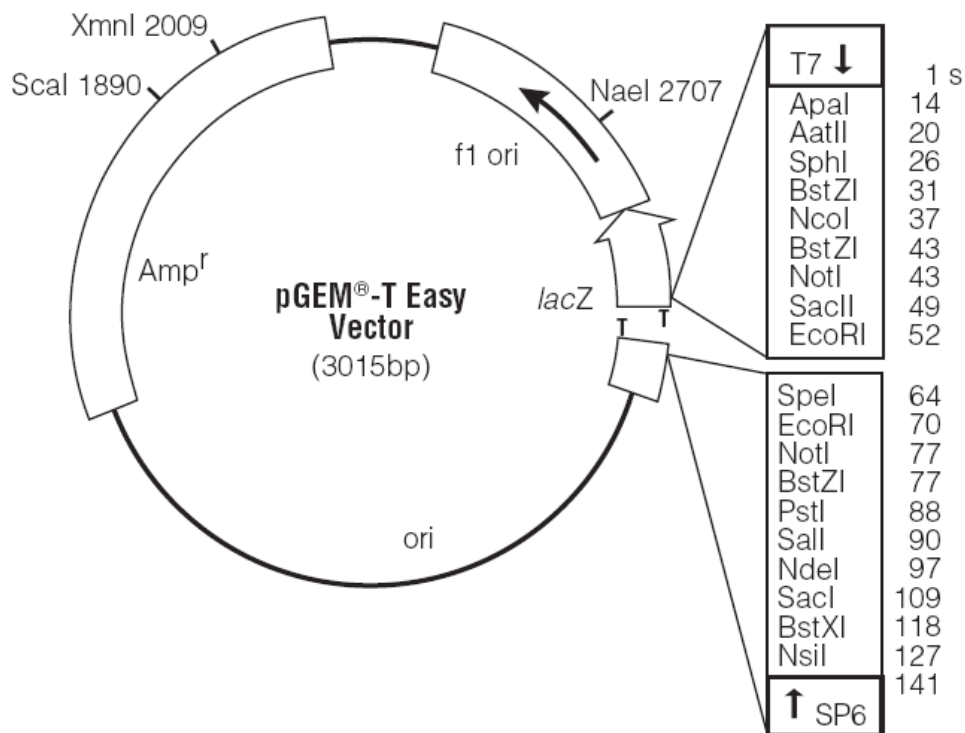 XmnI 2009
ScaI 1890
NaeI 2707
f1 ori
Ampʳ
pGEM®-T Easy
Vector
(3015bp)
lacZ
T T
ori
T7 ↓
1 s
ApaI 14
AatII 20
SphI 26
BstZI 31
NcoI 37
BstZI 43
NotI 43
SacII 49
EcoRI 52
SpeI 64
EcoRI 70
NotI 77
BstZI 77
PstI 88
SalI 90
NdeI 97
SacI 109
BstXI 118
NsiI 127
141
↑ SP6